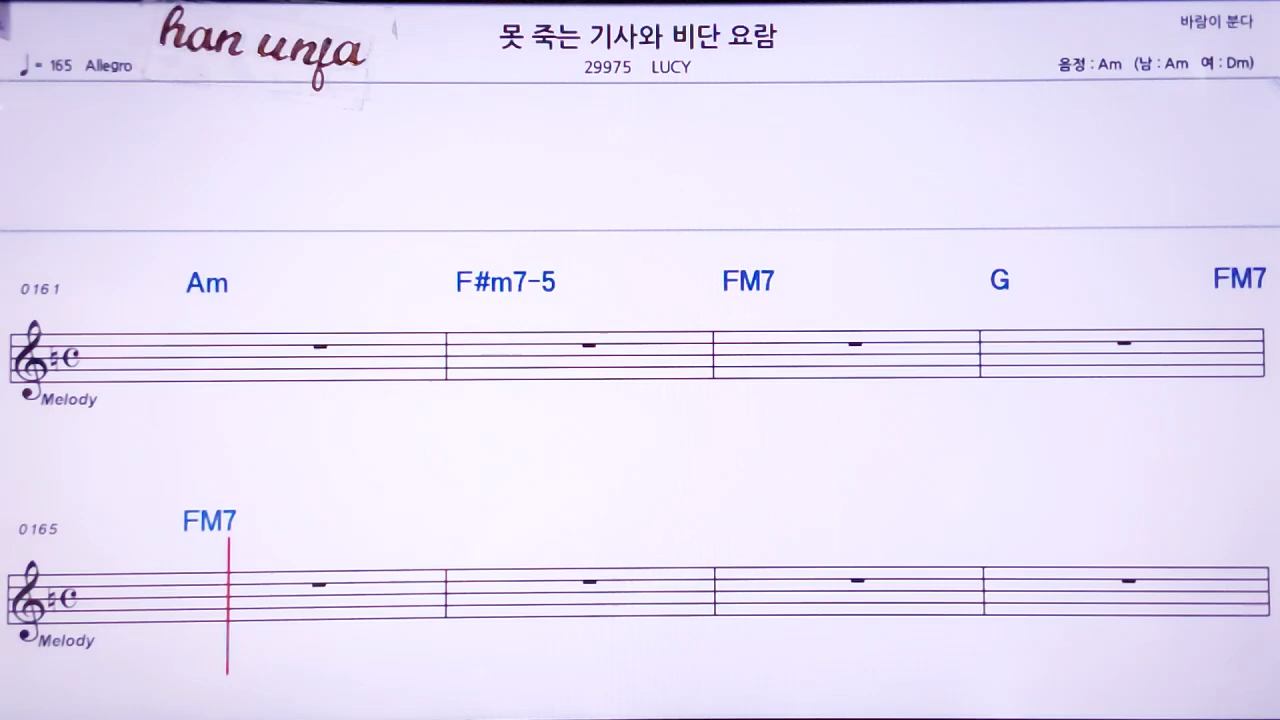 han unfa
못 죽는 기사와 비단 요람
바람이 분다
♩= 165 Allegro
29975 LUCY
음정 : Am (남 : Am 여 : Dm)
0161 Am F#m7-5 FM7 G FM7
Melody
0165 FM7
Melody